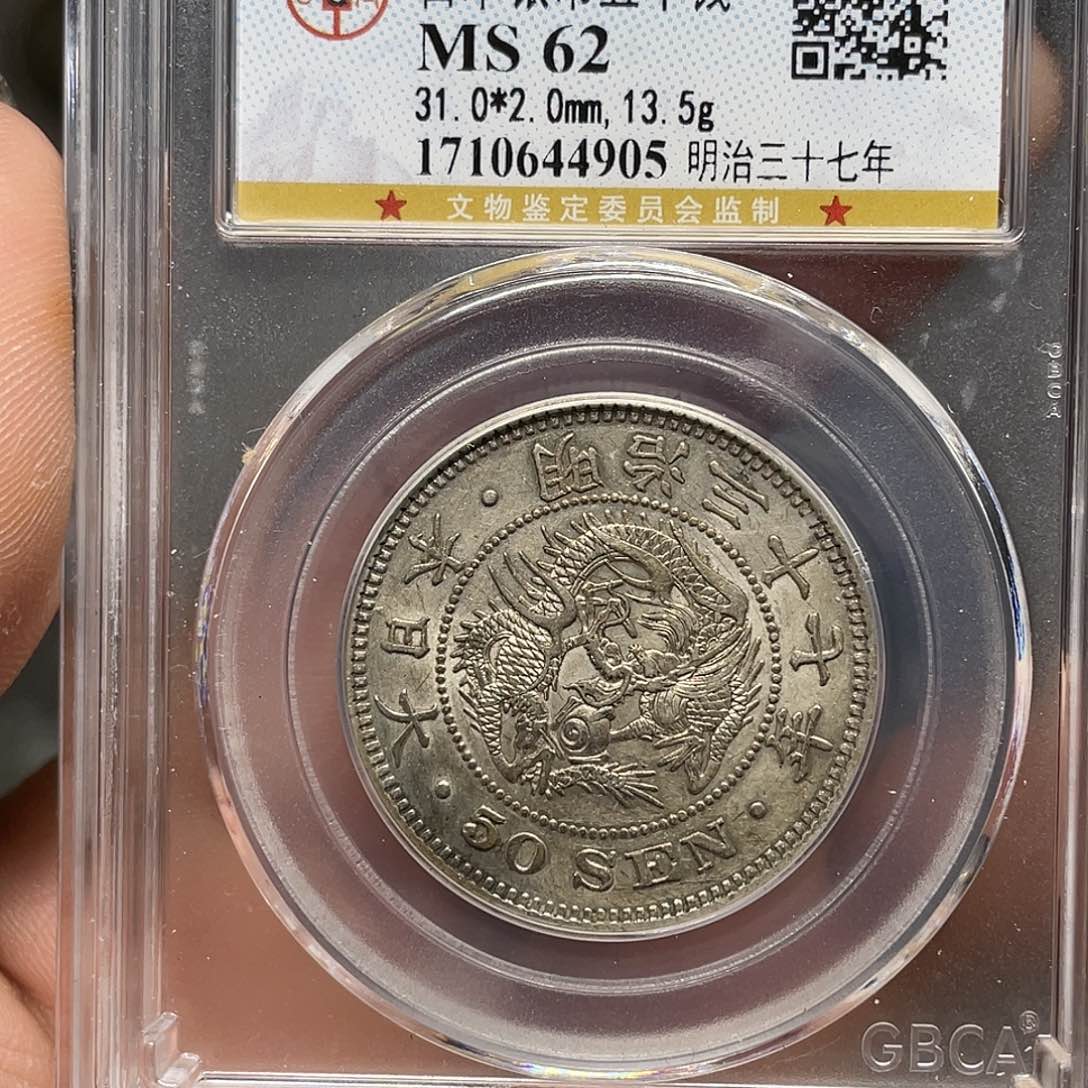 MS 62
31.0*2.0mm, 13.5g
1710644905 明治三十七年
★ 文物鉴定委员会监制 ★
大日本 · 明治三十七年 ·
50 SEN
GBCA®